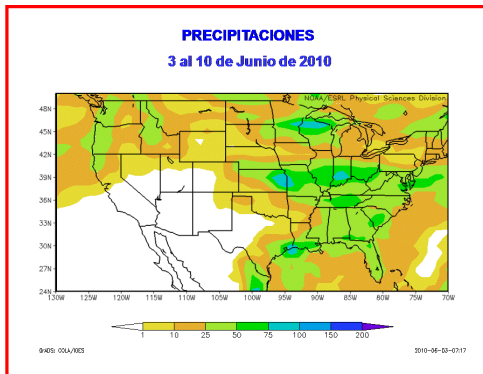 PRECIPITACIONES
3 al 10 de Junio de 2010
NOAA/ESRL Physical Sciences Division
48N
45N
42N
39N
36N
33N
30N
27N
24N
130W 125W 120W 115W 110W 105W 100W 95W 90W 85W 80W 75W 70W
1 10 25 50 75 100 150 200
GrADS: COLA/IGES
2010-06-03-07:17